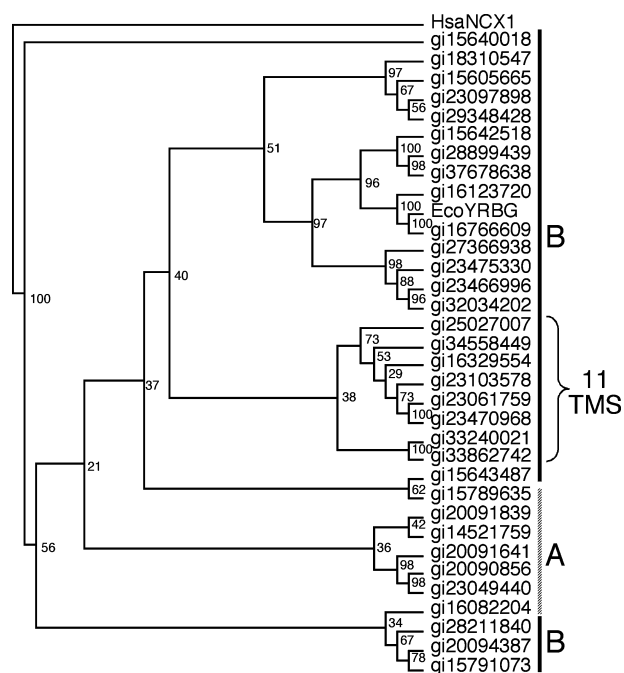 HsaNCX1
gi15640018
gi18310547
97
gi15605665
67
gi23097898
56
gi29348428
51
gi15642518
100
gi28899439
98
gi37678638
96
gi16123720
100
EcoYRBG
100
gi16766609
97
B
gi27366938
98
gi23475330
88
gi23466996
96
gi32034202
40
100
gi25027007
73
gi34558449
53
gi16329554
29
gi23103578
73
gi23061759
100
gi23470968
38
11
TMS
gi33240021
100
gi33862742
37
gi15643487
62
gi15789635
21
gi20091839
42
gi14521759
36
gi20091641
98
gi20090856
98
gi23049440
A
56
gi16082204
34
gi28211840
67
gi20094387
78
gi15791073
B